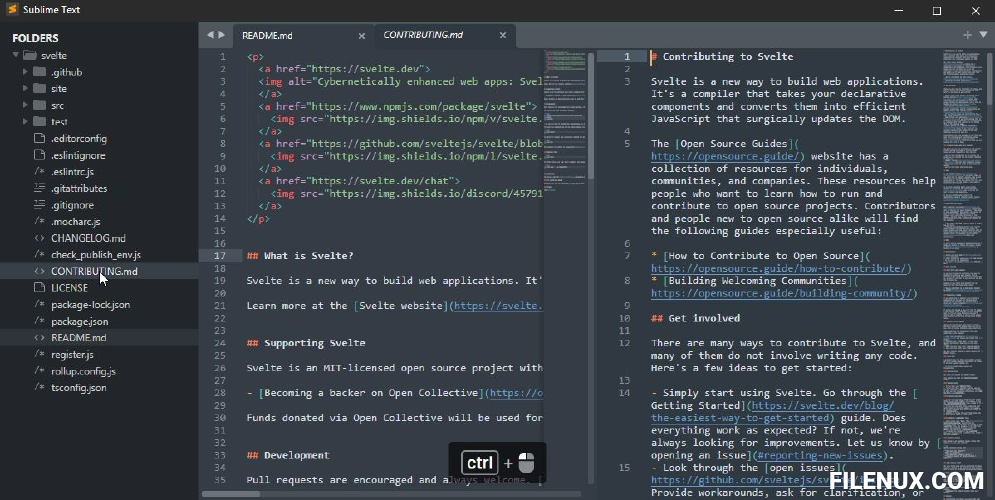 Sublime Text
FOLDERS
svelte
.github
site
src
test
.editorconfig
.eslintignore
/* .eslintrc.js
.gitattributes
.gitignore
/* .mocharc.js
<> CHANGELOG.md
/* check_publish_env.js
<> CONTRIBUTING.md
LICENSE
/* package-lock.json
/* package.json
<> README.md
/* register.js
/* rollup.config.js
/* tsconfig.json
README.md
1 <p>
2 <a href="https://svelte.dev">
3 <img alt="Cybernetically enhanced web apps: Svel
4 </a>
5 <a href="https://www.npmjs.com/package/svelte">
6 <img src="https://img.shields.io/npm/v/svelte.
7 </a>
8 <a href="https://github.com/sveltejs/svelte/blob
9 <img src="https://img.shields.io/npm/l/svelte.
10 </a>
11 <a href="https://svelte.dev/chat">
12 <img src="https://img.shields.io/discord/45791
13 </a>
14 </p>
15
16
17 ## What is Svelte?
18
19 Svelte is a new way to build web applications. It'
20
21 Learn more at the [Svelte website](https://svelte.
22
23
24 ## Supporting Svelte
25
26 Svelte is an MIT-licensed open source project with
27
28 - [Becoming a backer on Open Collective](https://o
29
30 Funds donated via Open Collective will be used for
31
32
33 ## Development
34
35 Pull requests are encouraged and always welcome. [
CONTRIBUTING.md
1 # Contributing to Svelte
2
3 Svelte is a new way to build web applications.
It's a compiler that takes your declarative
components and converts them into efficient
JavaScript that surgically updates the DOM.
4
5 The [Open Source Guides](
https://opensource.guide/) website has a
collection of resources for individuals,
communities, and companies. These resources help
people who want to learn how to run and
contribute to open source projects. Contributors
and people new to open source alike will find
the following guides especially useful:
6
7 * [How to Contribute to Open Source](
https://opensource.guide/how-to-contribute/)
8 * [Building Welcoming Communities](
https://opensource.guide/building-community/)
9
10 ## Get involved
11
12 There are many ways to contribute to Svelte, and
many of them do not involve writing any code.
Here's a few ideas to get started:
13
14 - Simply start using Svelte. Go through the [
Getting Started](https://svelte.dev/blog/
the-easiest-way-to-get-started) guide. Does
everything work as expected? If not, we're
always looking for improvements. Let us know by [
opening an issue](#reporting-new-issues).
15 - Look through the [open issues](
https://github.com/sveltejs/svelte/
Provide workarounds, ask for clarification, or
ctrl +
FILENUX.COM